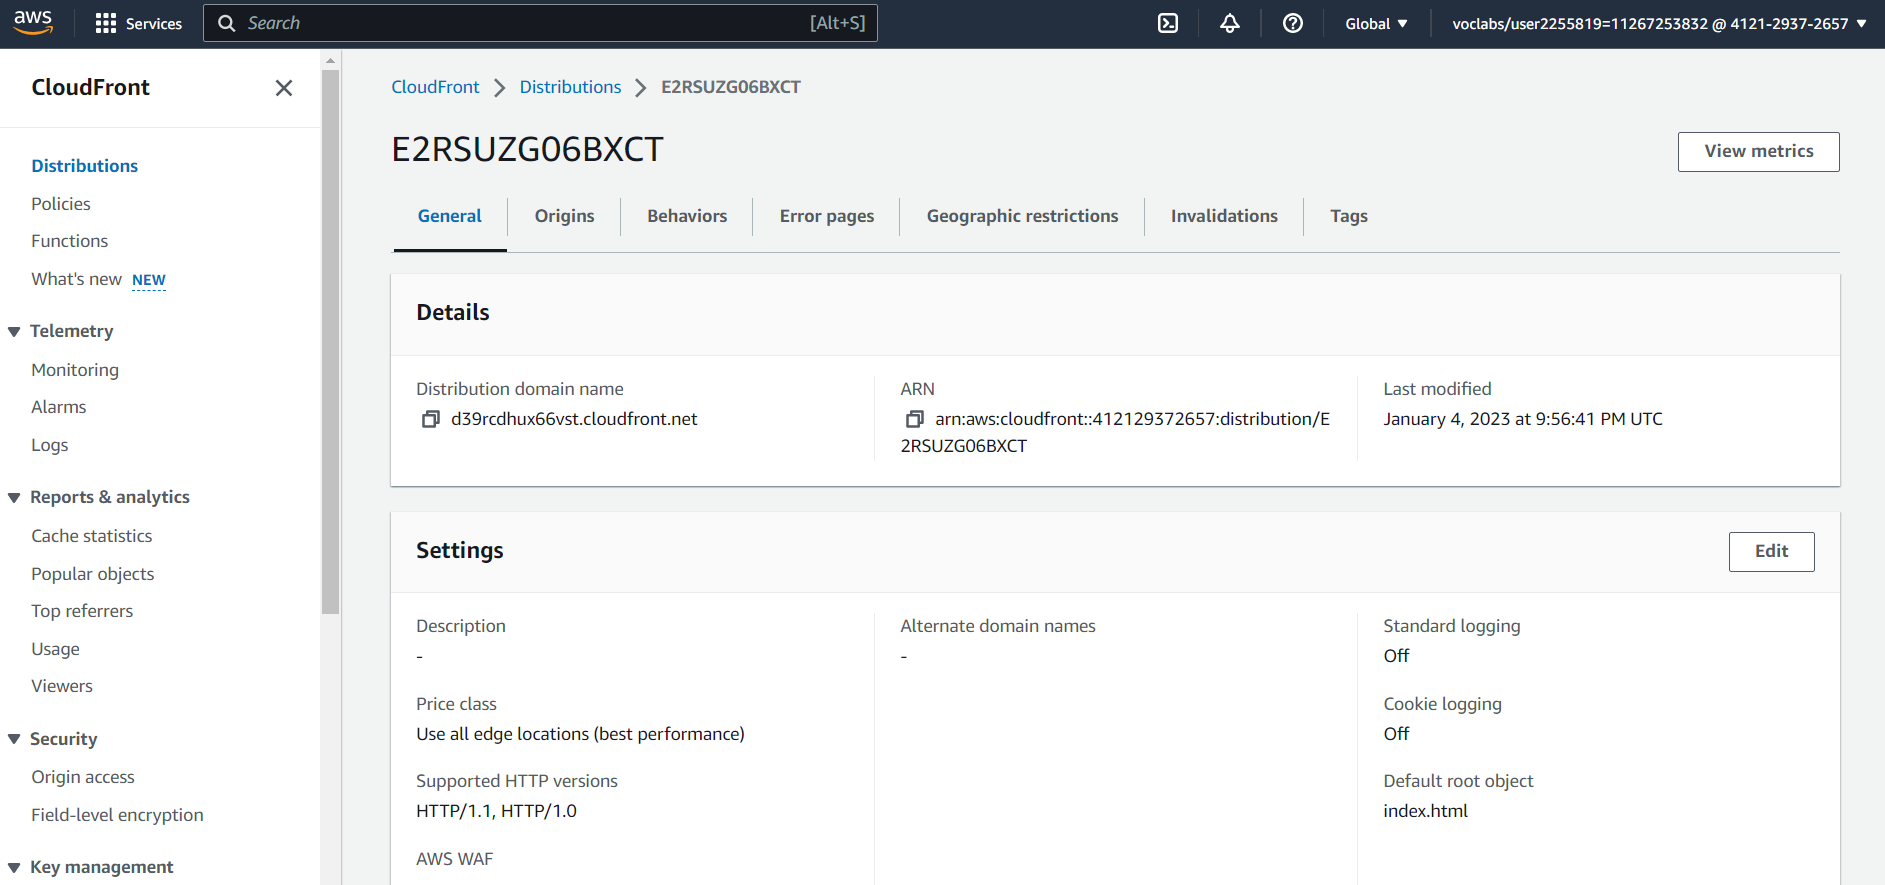 aws
Services
Search
[Alt+S]
Global
voclabs/user2255819=11267253832 @ 4121-2937-2657
CloudFront
Distributions
Policies
Functions
What's new NEW
Telemetry
Monitoring
Alarms
Logs
Reports & analytics
Cache statistics
Popular objects
Top referrers
Usage
Viewers
Security
Origin access
Field-level encryption
Key management
CloudFront
Distributions
E2RSUZG06BXCT
E2RSUZG06BXCT
View metrics
General
Origins
Behaviors
Error pages
Geographic restrictions
Invalidations
Tags
Details
Distribution domain name
d39rcdhux66vst.cloudfront.net
ARN
arn:aws:cloudfront::412129372657:distribution/E
2RSUZG06BXCT
Last modified
January 4, 2023 at 9:56:41 PM UTC
Settings
Edit
Description
-
Price class
Use all edge locations (best performance)
Supported HTTP versions
HTTP/1.1, HTTP/1.0
AWS WAF
Alternate domain names
-
Standard logging
Off
Cookie logging
Off
Default root object
index.html